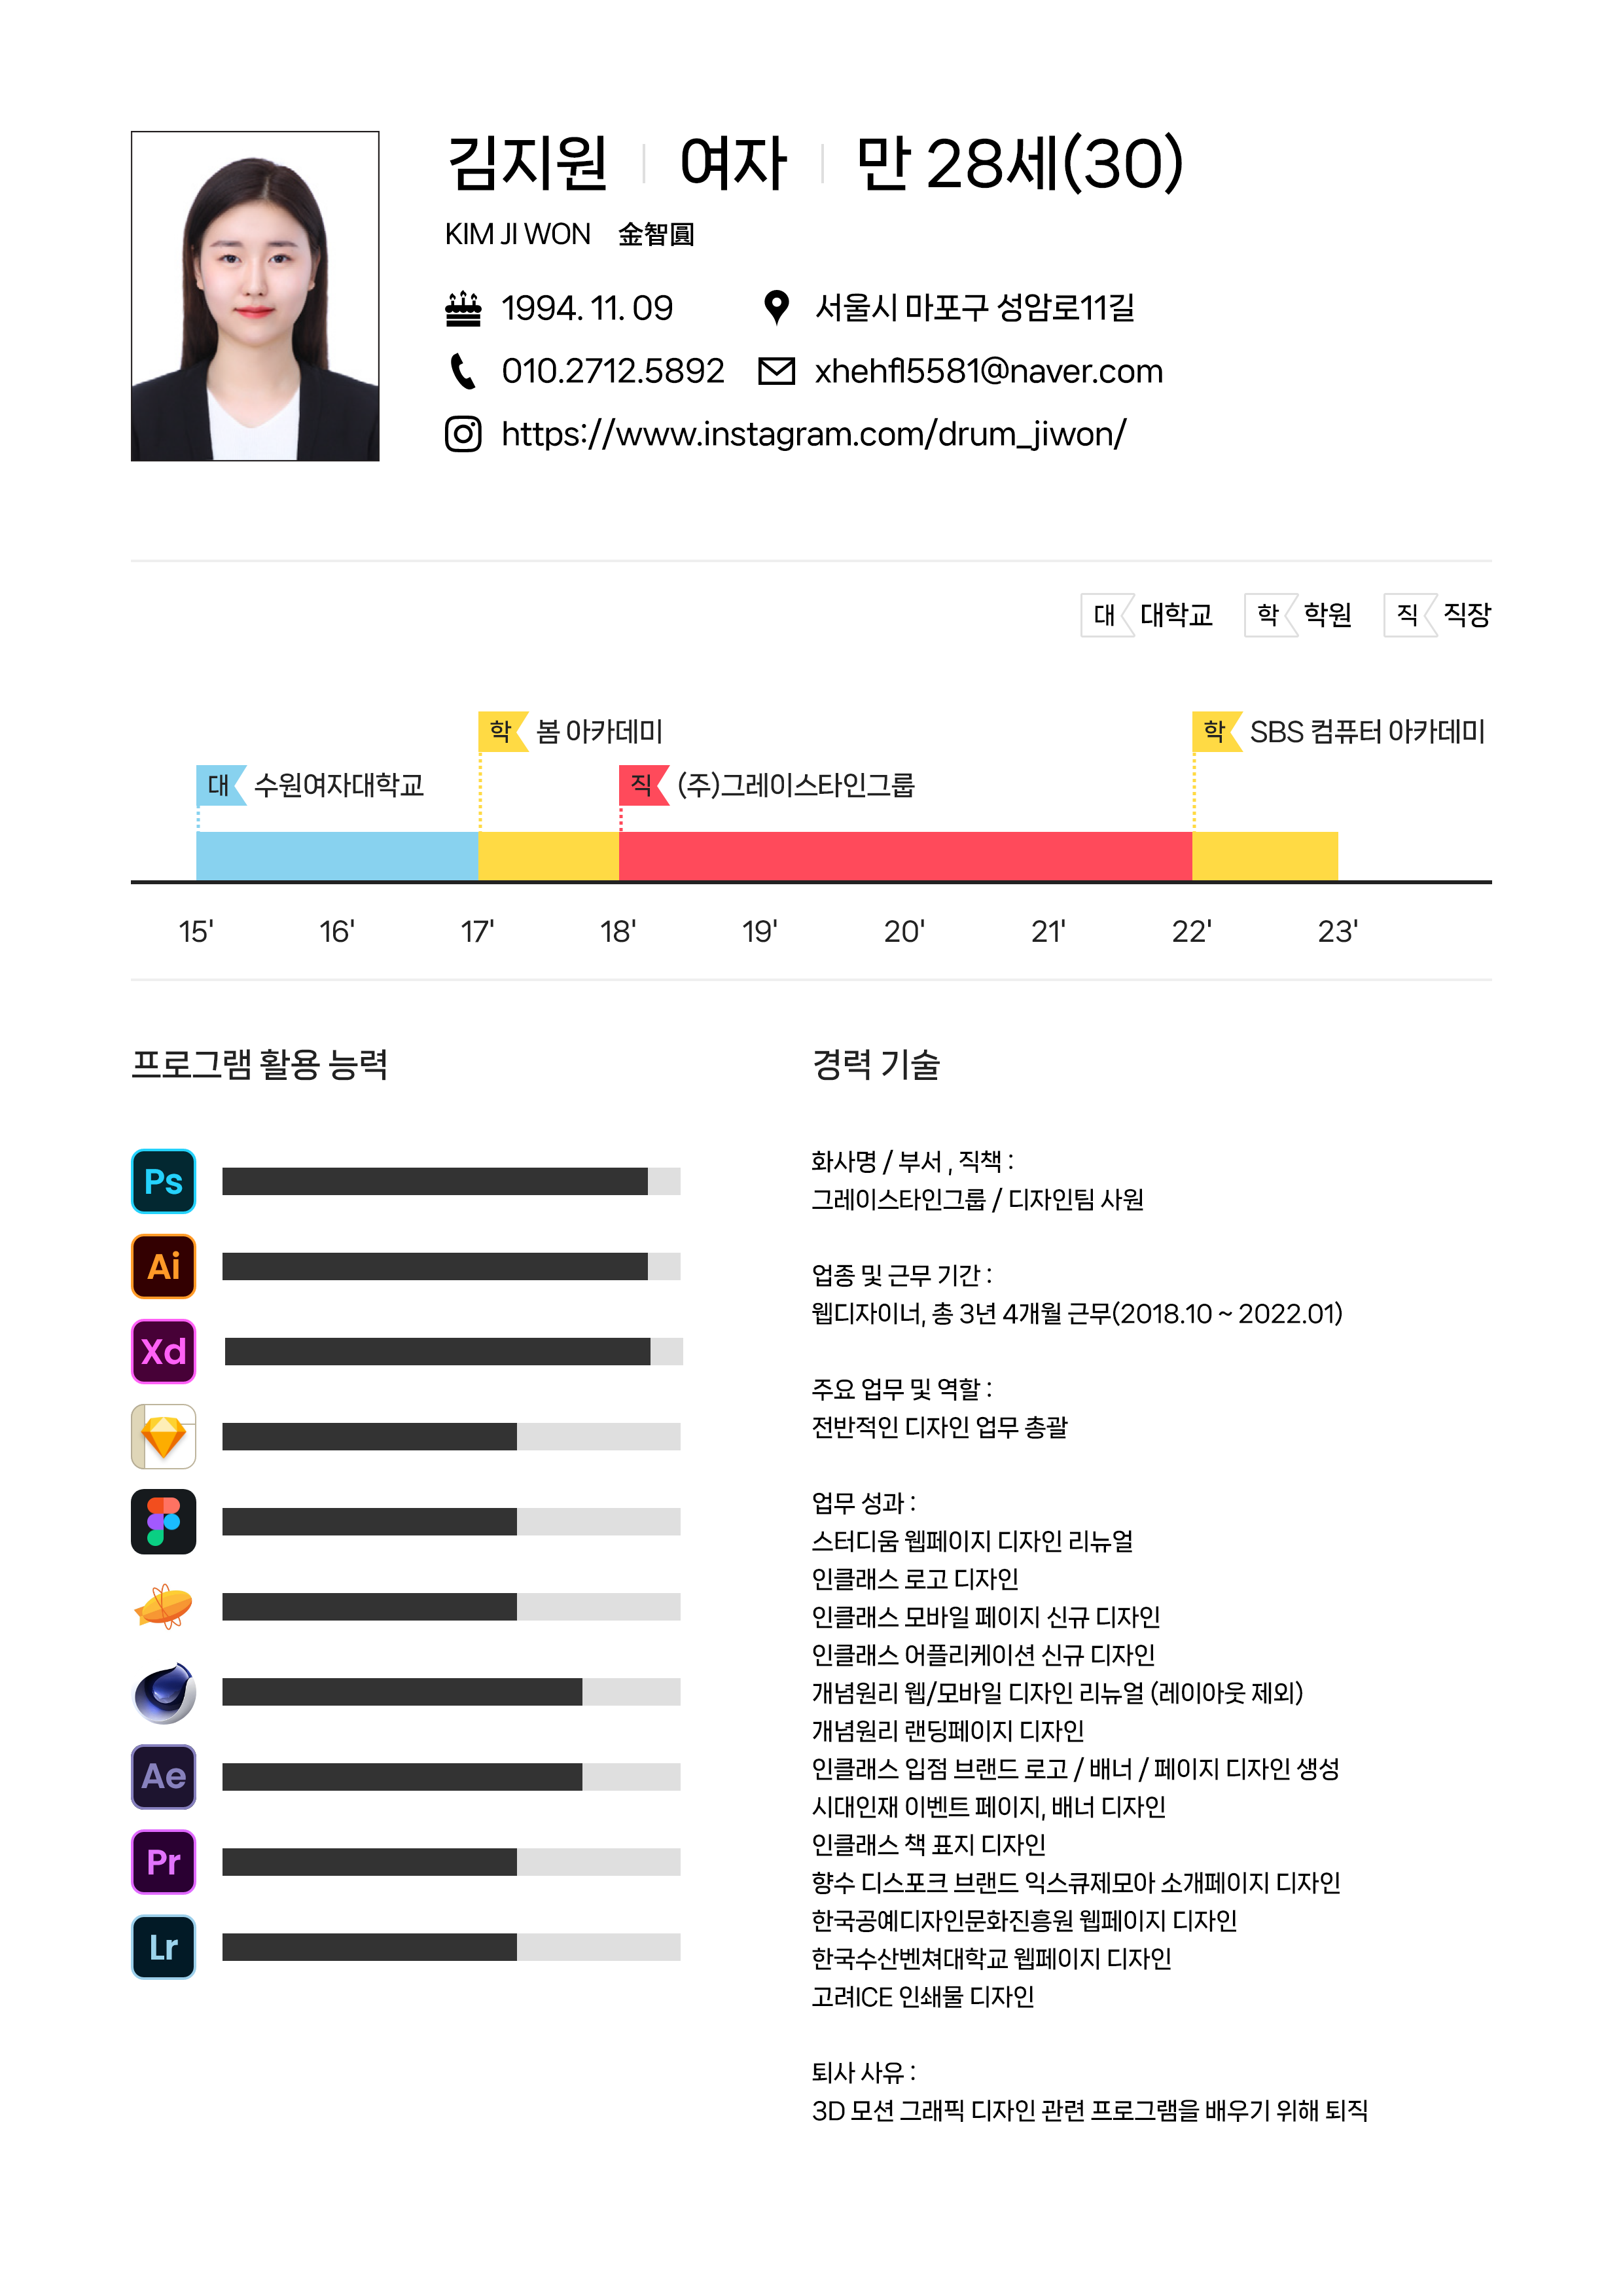 김지원 여자 만 28세(30)
KIM JI WON 金智圓
1994. 11. 09 서울시 마포구 성암로11길
010.2712.5892 xhehfl5581@naver.com
https://www.instagram.com/drum_jiwon/
대 대학교 학 학원 직 직장
학 봄 아카데미 학 SBS 컴퓨터 아카데미
대 수원여자대학교 직 (주)그레이스타인그룹
15' 16' 17' 18' 19' 20' 21' 22' 23'
프로그램 활용 능력
Ps
Ai
Xd
Ae
Pr
Lr
경력 기술
화사명 / 부서 , 직책 :
그레이스타인그룹 / 디자인팀 사원
업종 및 근무 기간 :
웹디자이너, 총 3년 4개월 근무(2018.10 ~ 2022.01)
주요 업무 및 역할 :
전반적인 디자인 업무 총괄
업무 성과 :
스터디움 웹페이지 디자인 리뉴얼
인클래스 로고 디자인
인클래스 모바일 페이지 신규 디자인
인클래스 어플리케이션 신규 디자인
개념원리 웹/모바일 디자인 리뉴얼 (레이아웃 제외)
개념원리 랜딩페이지 디자인
인클래스 입점 브랜드 로고 / 배너 / 페이지 디자인 생성
시대인재 이벤트 페이지, 배너 디자인
인클래스 책 표지 디자인
향수 디스포크 브랜드 익스큐제모아 소개페이지 디자인
한국공예디자인문화진흥원 웹페이지 디자인
한국수산벤쳐대학교 웹페이지 디자인
고려ICE 인쇄물 디자인
퇴사 사유 :
3D 모션 그래픽 디자인 관련 프로그램을 배우기 위해 퇴직